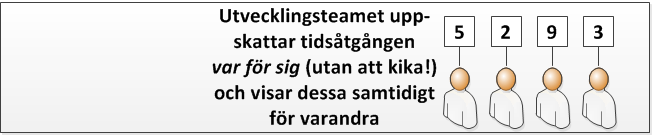 Utvecklingsteamet upp-
skattar tidsåtgången
var för sig (utan att kika!)
och visar dessa samtidigt
för varandra
5 2 9 3